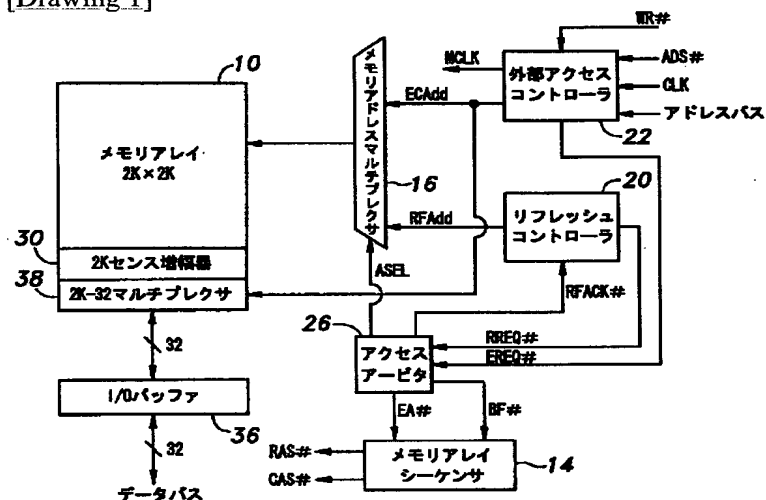 [Drawing 1]
WR#
10
MCLK
ADS#
外部アクセス
コントローラ
CLK
アドレスバス
22
メモリアドレスマルチプレクサ
ECAdd
メモリアレイ
2K×2K
16
20
RFAdd
リフレッシュ
コントローラ
30
2Kセンス増幅器
ASEL
38
2K-32マルチプレクサ
RFACK#
26
RREQ#
EREQ#
32
アクセス
アービタ
I/Oバッファ
36
EA#
BF#
32
RAS#
CAS#
メモリアレイ
シーケンサ
14
データバス